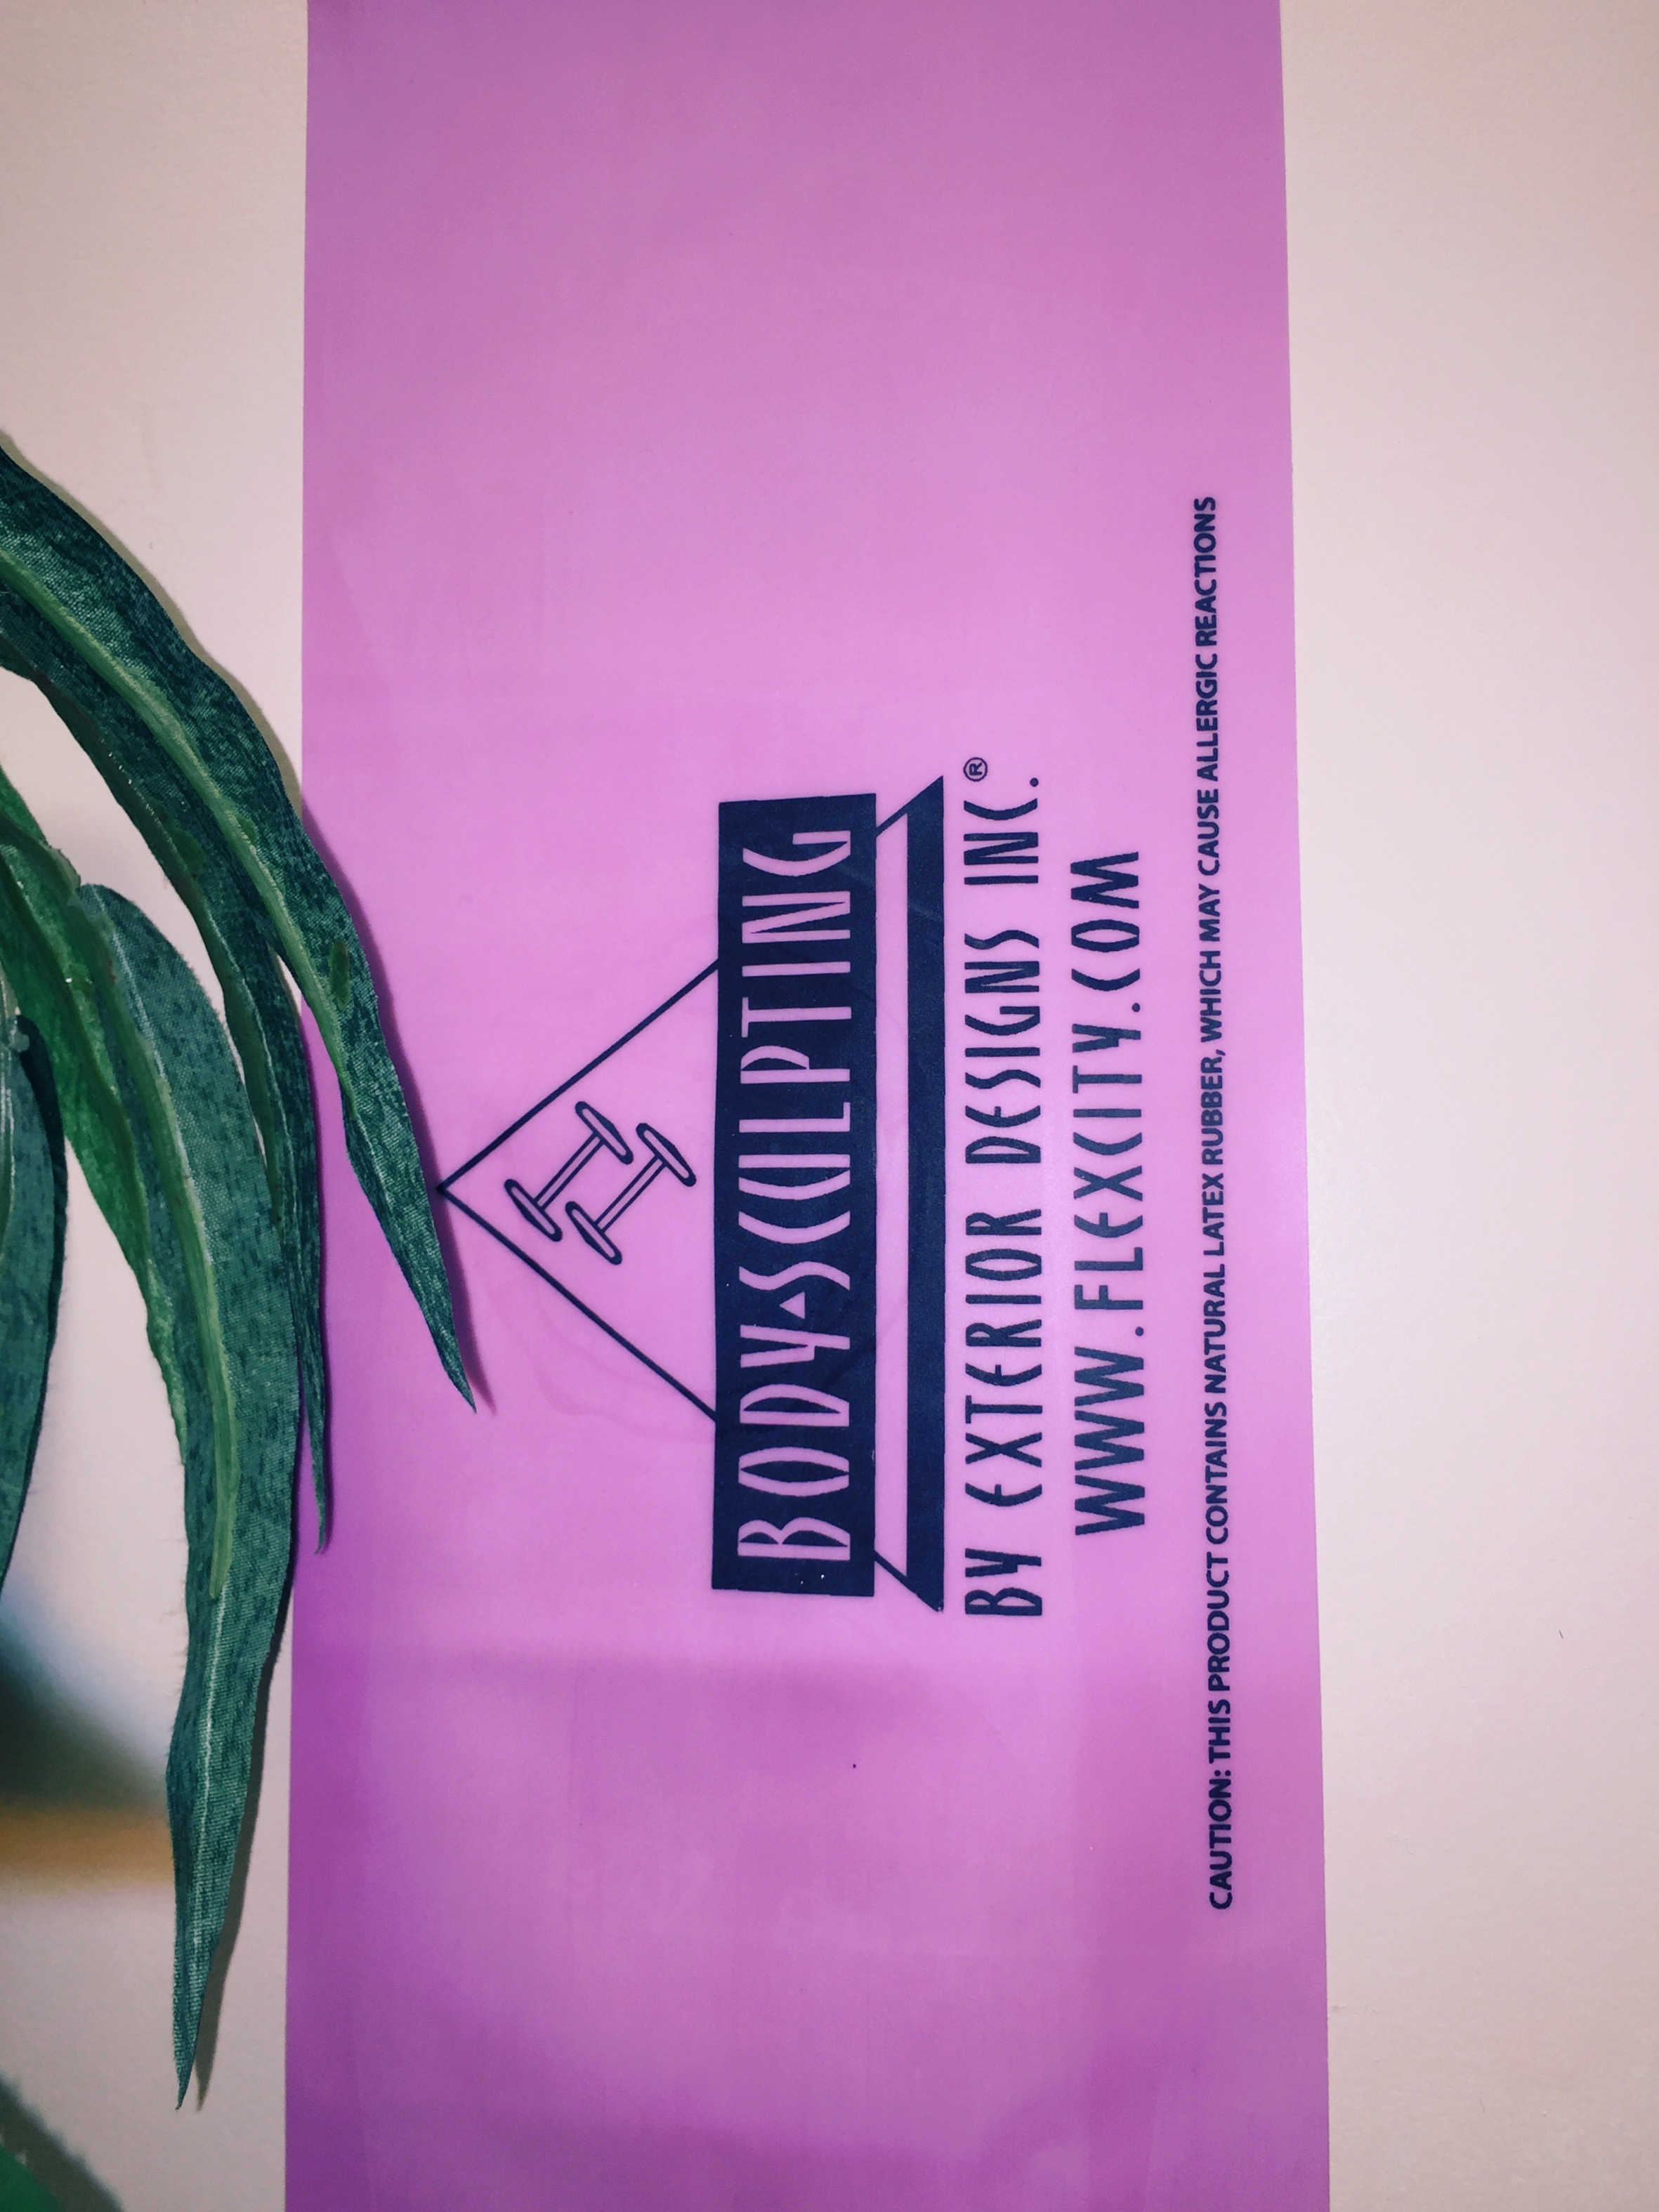 BODYSCULPTING
BY EXTERIOR DESIGNS INC.®
WWW.FLEXCITY.COM
CAUTION: THIS PRODUCT CONTAINS NATURAL LATEX RUBBER, WHICH MAY CAUSE ALLERGIC REACTIONS